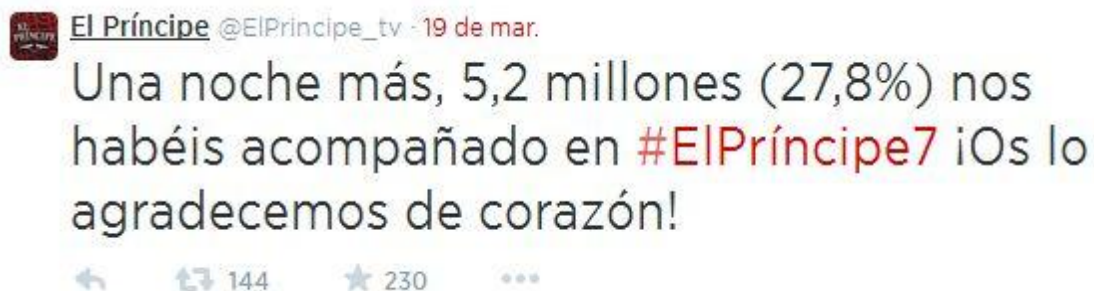 El Príncipe @ElPrincipe_tv · 19 de mar.
Una noche más, 5,2 millones (27,8%) nos
habéis acompañado en #ElPríncipe7 ¡Os lo
agradecemos de corazón!
144 230